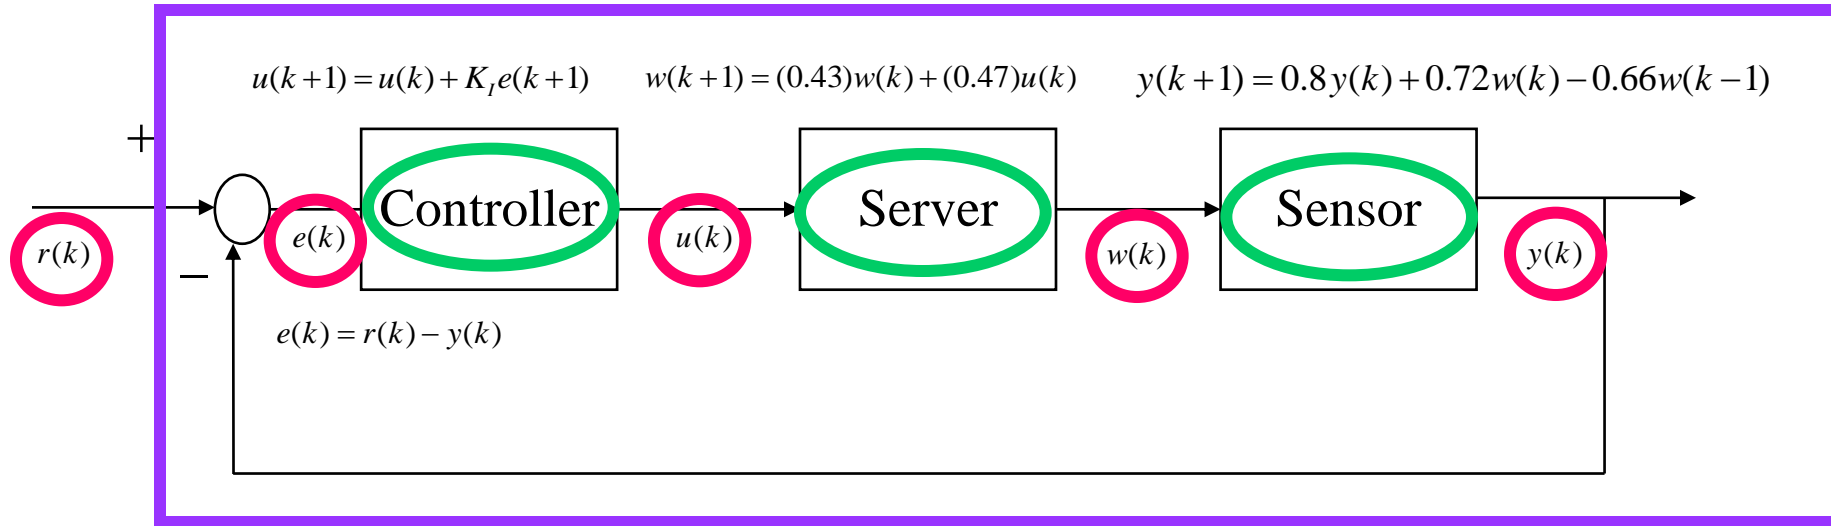 u(k+1) = u(k) + K_I e(k+1)
w(k+1) = (0.43)w(k) + (0.47)u(k)
y(k+1) = 0.8y(k) + 0.72w(k) − 0.66w(k−1)
+
Controller
Server
Sensor
r(k)
e(k)
u(k)
w(k)
y(k)
−
e(k) = r(k) − y(k)